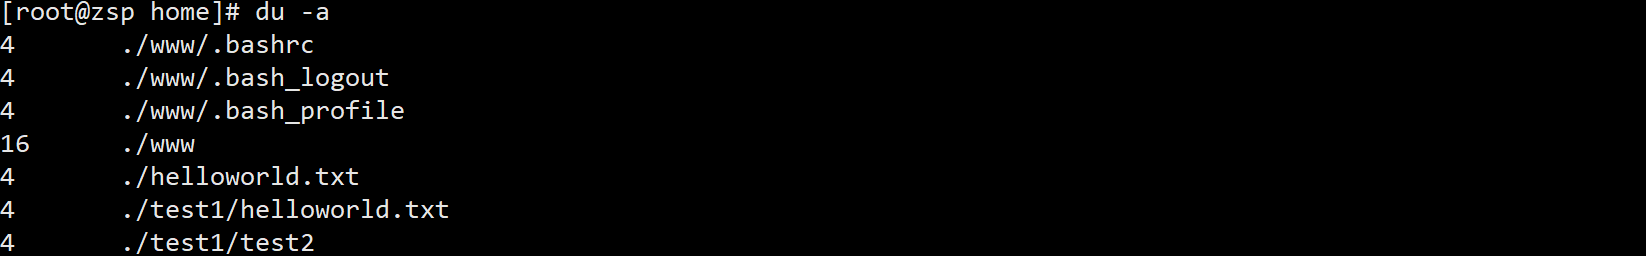 [root@zsp home]# du -a
4       ./www/.bashrc
4       ./www/.bash_logout
4       ./www/.bash_profile
16      ./www
4       ./helloworld.txt
4       ./test1/helloworld.txt
4       ./test1/test2